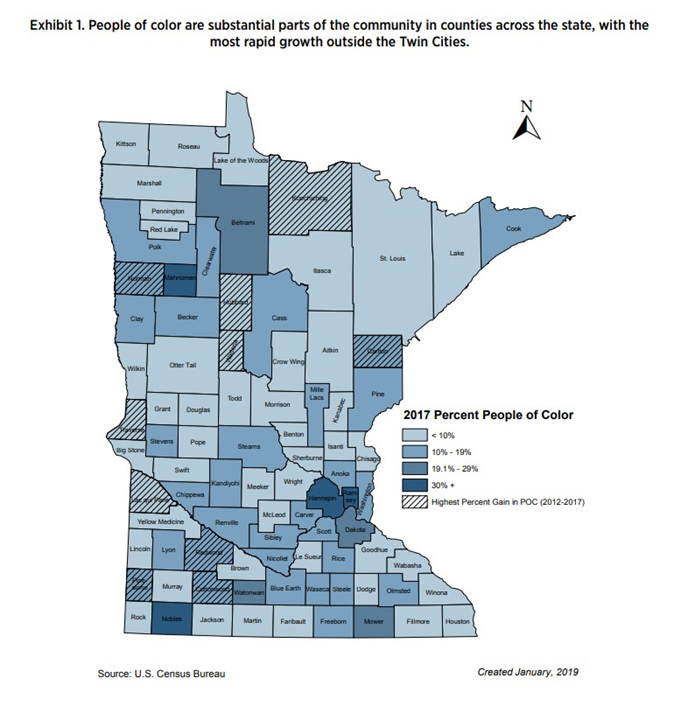 Exhibit 1. People of color are substantial parts of the community in counties across the state, with the
most rapid growth outside the Twin Cities.
N
Kittson
Roseau
Lake of the Woods
Marshall
Koochiching
Pennington
Red Lake
Beltrami
Polk
Clearwater
Cook
Lake
St. Louis
Itasca
Norman
Mahnomen
Hubbard
Cass
Clay
Becker
Wadena
Crow Wing
Aitkin
Carlton
Wilkin
Otter Tail
Pine
Mille
Lacs
Kanabec
Todd
Morrison
Grant
Douglas
Traverse
2017 Percent People of Color
< 10%
10% - 19%
19.1% - 29%
30% +
Highest Percent Gain in POC (2012-2017)
Big Stone
Stevens
Pope
Stearns
Benton
Isanti
Sherburne
Chisago
Swift
Anoka
Kandiyohi
Meeker
Wright
Hennepin
Ram-
sey
Washington
Lac qui Parle
Chippewa
McLeod
Carver
Yellow Medicine
Renville
Scott
Dakota
Sibley
Lincoln
Lyon
Redwood
Nicollet
Le Sueur
Rice
Goodhue
Wabasha
Brown
Pipe-
stone
Murray
Cottonwood
Watonwan
Blue Earth
Waseca
Steele
Dodge
Olmsted
Winona
Rock
Nobles
Jackson
Martin
Faribault
Freeborn
Mower
Fillmore
Houston
Source: U.S. Census Bureau
Created January, 2019